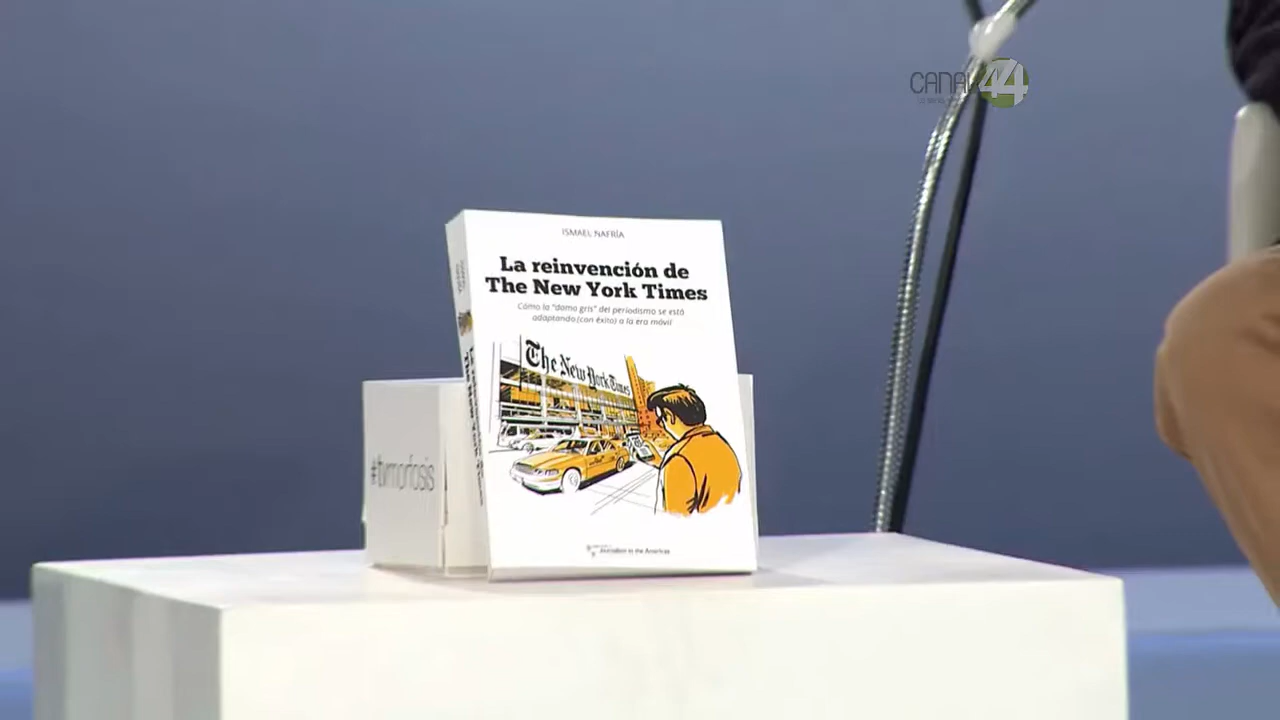 CANAL 44
ISMAEL NAFRÍA
La reinvención de
The New York Times
Cómo la "dama gris" del periodismo se está
adaptando (con éxito) a la era móvil
The New York Times
#tvmorfosis
Journalism in the Americas